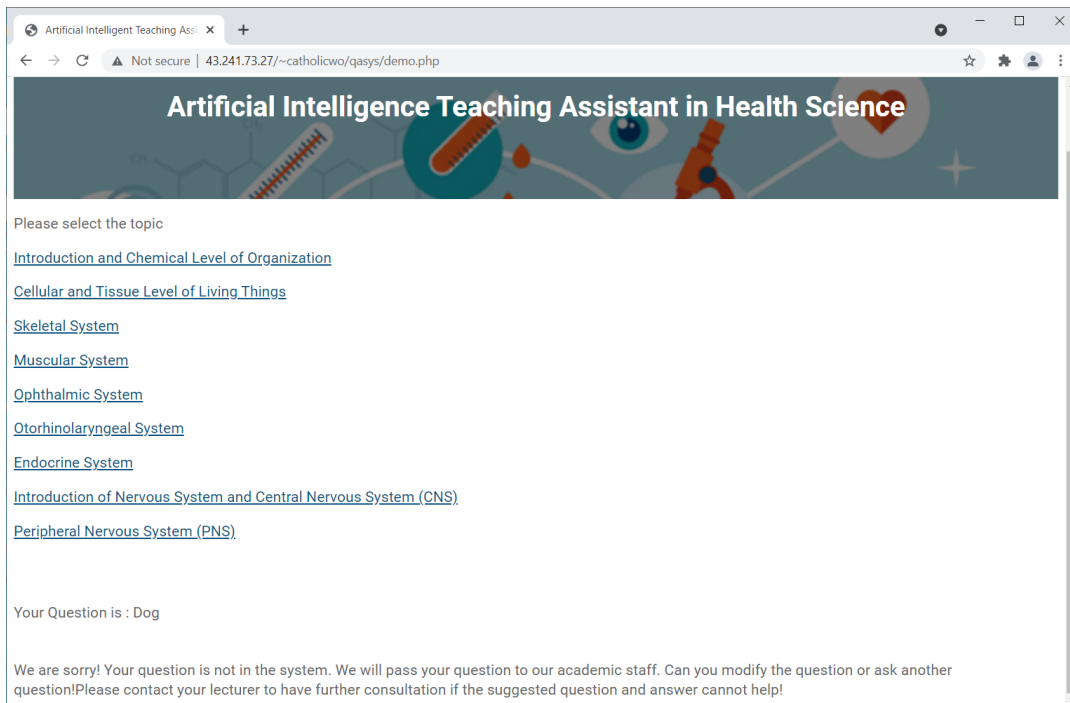 Artificial Intelligent Teaching Assi
Not secure | 43.241.73.27/~catholicwo/qasys/demo.php
Artificial Intelligence Teaching Assistant in Health Science
CH
CH
Please select the topic
Introduction and Chemical Level of Organization
Cellular and Tissue Level of Living Things
Skeletal System
Muscular System
Ophthalmic System
Otorhinolaryngeal System
Endocrine System
Introduction of Nervous System and Central Nervous System (CNS)
Peripheral Nervous System (PNS)
Your Question is : Dog
We are sorry! Your question is not in the system. We will pass your question to our academic staff. Can you modify the question or ask another
question!Please contact your lecturer to have further consultation if the suggested question and answer cannot help!